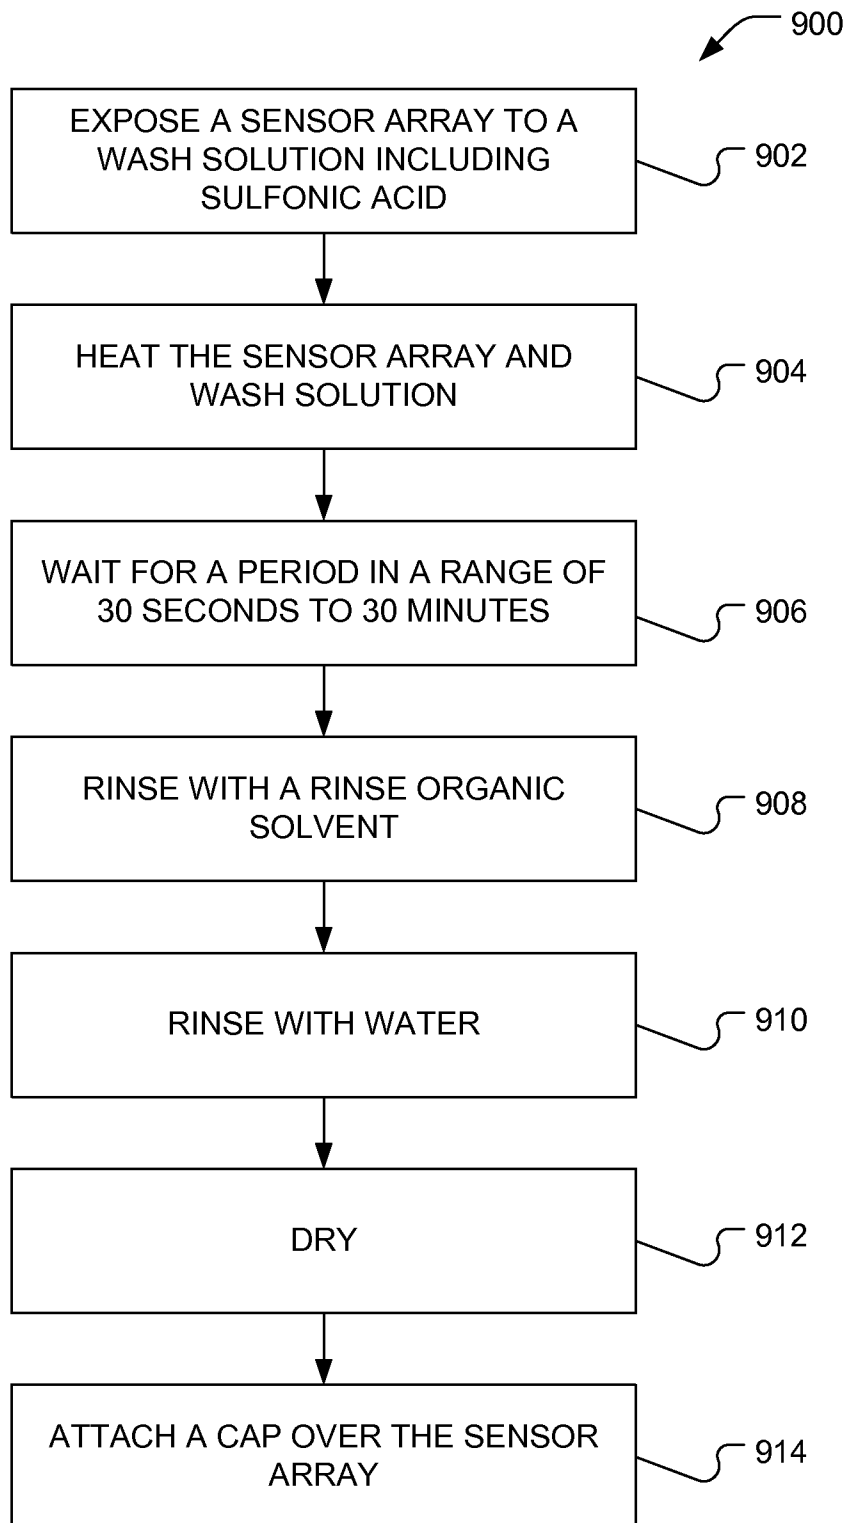 900
EXPOSE A SENSOR ARRAY TO A
WASH SOLUTION INCLUDING
SULFONIC ACID
902
HEAT THE SENSOR ARRAY AND
WASH SOLUTION
904
WAIT FOR A PERIOD IN A RANGE OF
30 SECONDS TO 30 MINUTES
906
RINSE WITH A RINSE ORGANIC
SOLVENT
908
RINSE WITH WATER
910
DRY
912
ATTACH A CAP OVER THE SENSOR
ARRAY
914